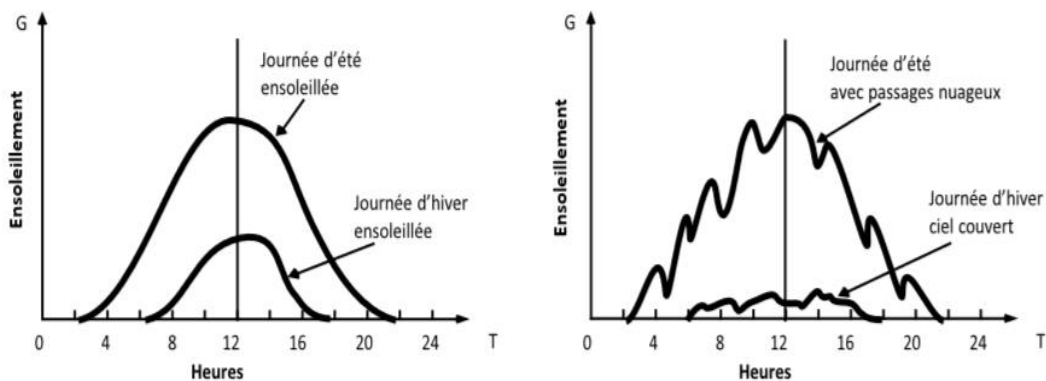 G
Ensoleillement
Journée d'été
ensoleillée
Journée d'hiver
ensoleillée
0 4 8 12 16 20 24 T
Heures
G
Ensoleillement
Journée d'été
avec passages nuageux
Journée d'hiver
ciel couvert
0 4 8 12 16 20 24 T
Heures